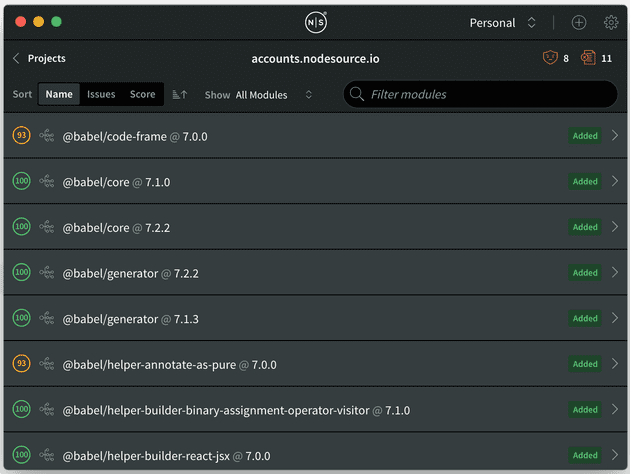 N|S
Personal
Projects
accounts.nodesource.io
8
11
Sort Name Issues Score Show All Modules Filter modules
93 @babel/code-frame @ 7.0.0 Added
100 @babel/core @ 7.1.0 Added
100 @babel/core @ 7.2.2 Added
100 @babel/generator @ 7.2.2 Added
100 @babel/generator @ 7.1.3 Added
93 @babel/helper-annotate-as-pure @ 7.0.0 Added
100 @babel/helper-builder-binary-assignment-operator-visitor @ 7.1.0 Added
100 @babel/helper-builder-react-jsx @ 7.0.0 Added